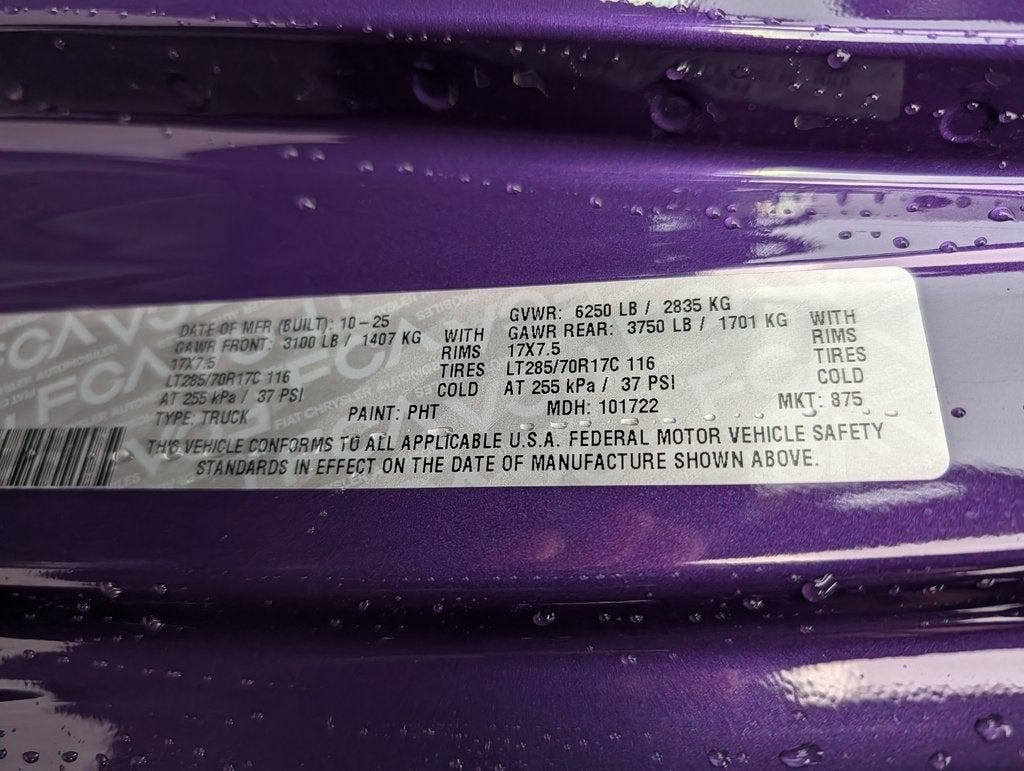 DATE OF MFR (BUILT): 10-25 GVWR: 6250 LB / 2835 KG
GAWR FRONT: 3100 LB / 1407 KG WITH GAWR REAR: 3750 LB / 1701 KG WITH
17X7.5 RIMS 17X7.5 RIMS
LT285/70R17C 116 TIRES LT285/70R17C 116 TIRES
AT 255 kPa / 37 PSI COLD AT 255 kPa / 37 PSI COLD
TYPE: TRUCK PAINT: PHT MDH: 101722 MKT: 875
THIS VEHICLE CONFORMS TO ALL APPLICABLE U.S.A. FEDERAL MOTOR VEHICLE SAFETY
STANDARDS IN EFFECT ON THE DATE OF MANUFACTURE SHOWN ABOVE.